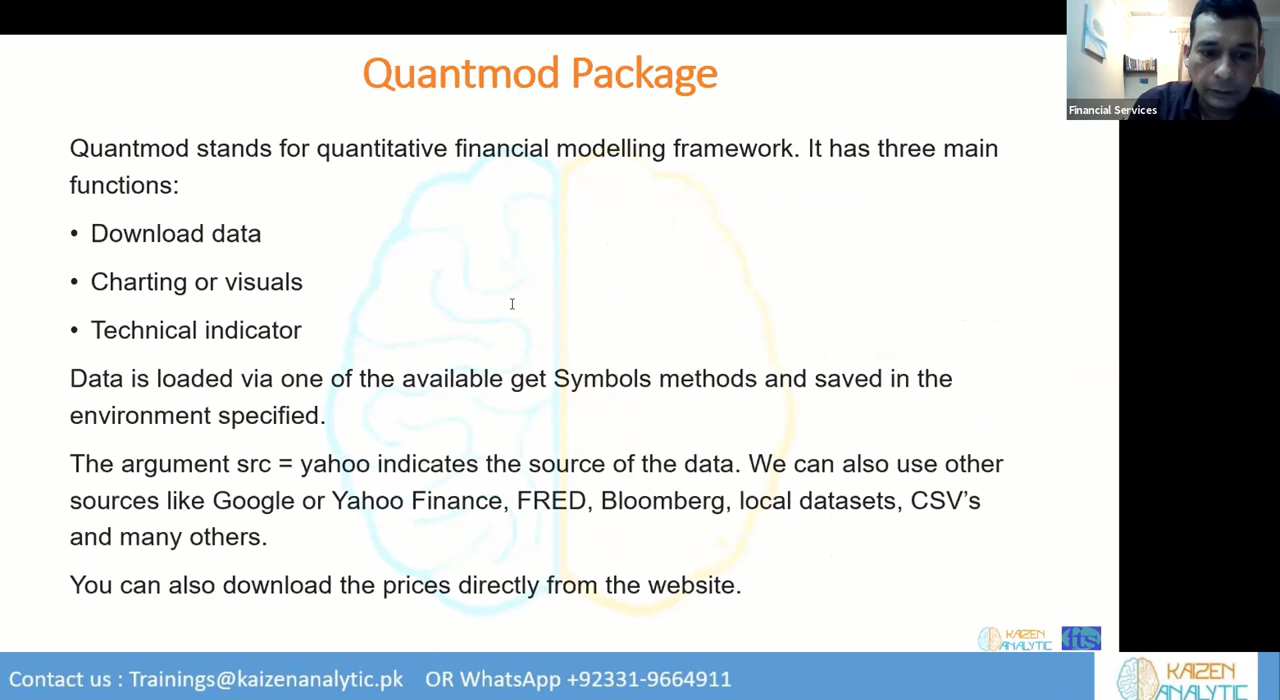 Quantmod Package
Financial Services
Quantmod stands for quantitative financial modelling framework. It has three main
functions:
• Download data
• Charting or visuals
• Technical indicator
Data is loaded via one of the available get Symbols methods and saved in the
environment specified.
The argument src = yahoo indicates the source of the data. We can also use other
sources like Google or Yahoo Finance, FRED, Bloomberg, local datasets, CSV’s
and many others.
You can also download the prices directly from the website.
KAIZEN
ANALYTIC
fts
Contact us : Trainings@kaizenanalytic.pk OR WhatsApp +92331-9664911
KAIZEN
ANALYTIC